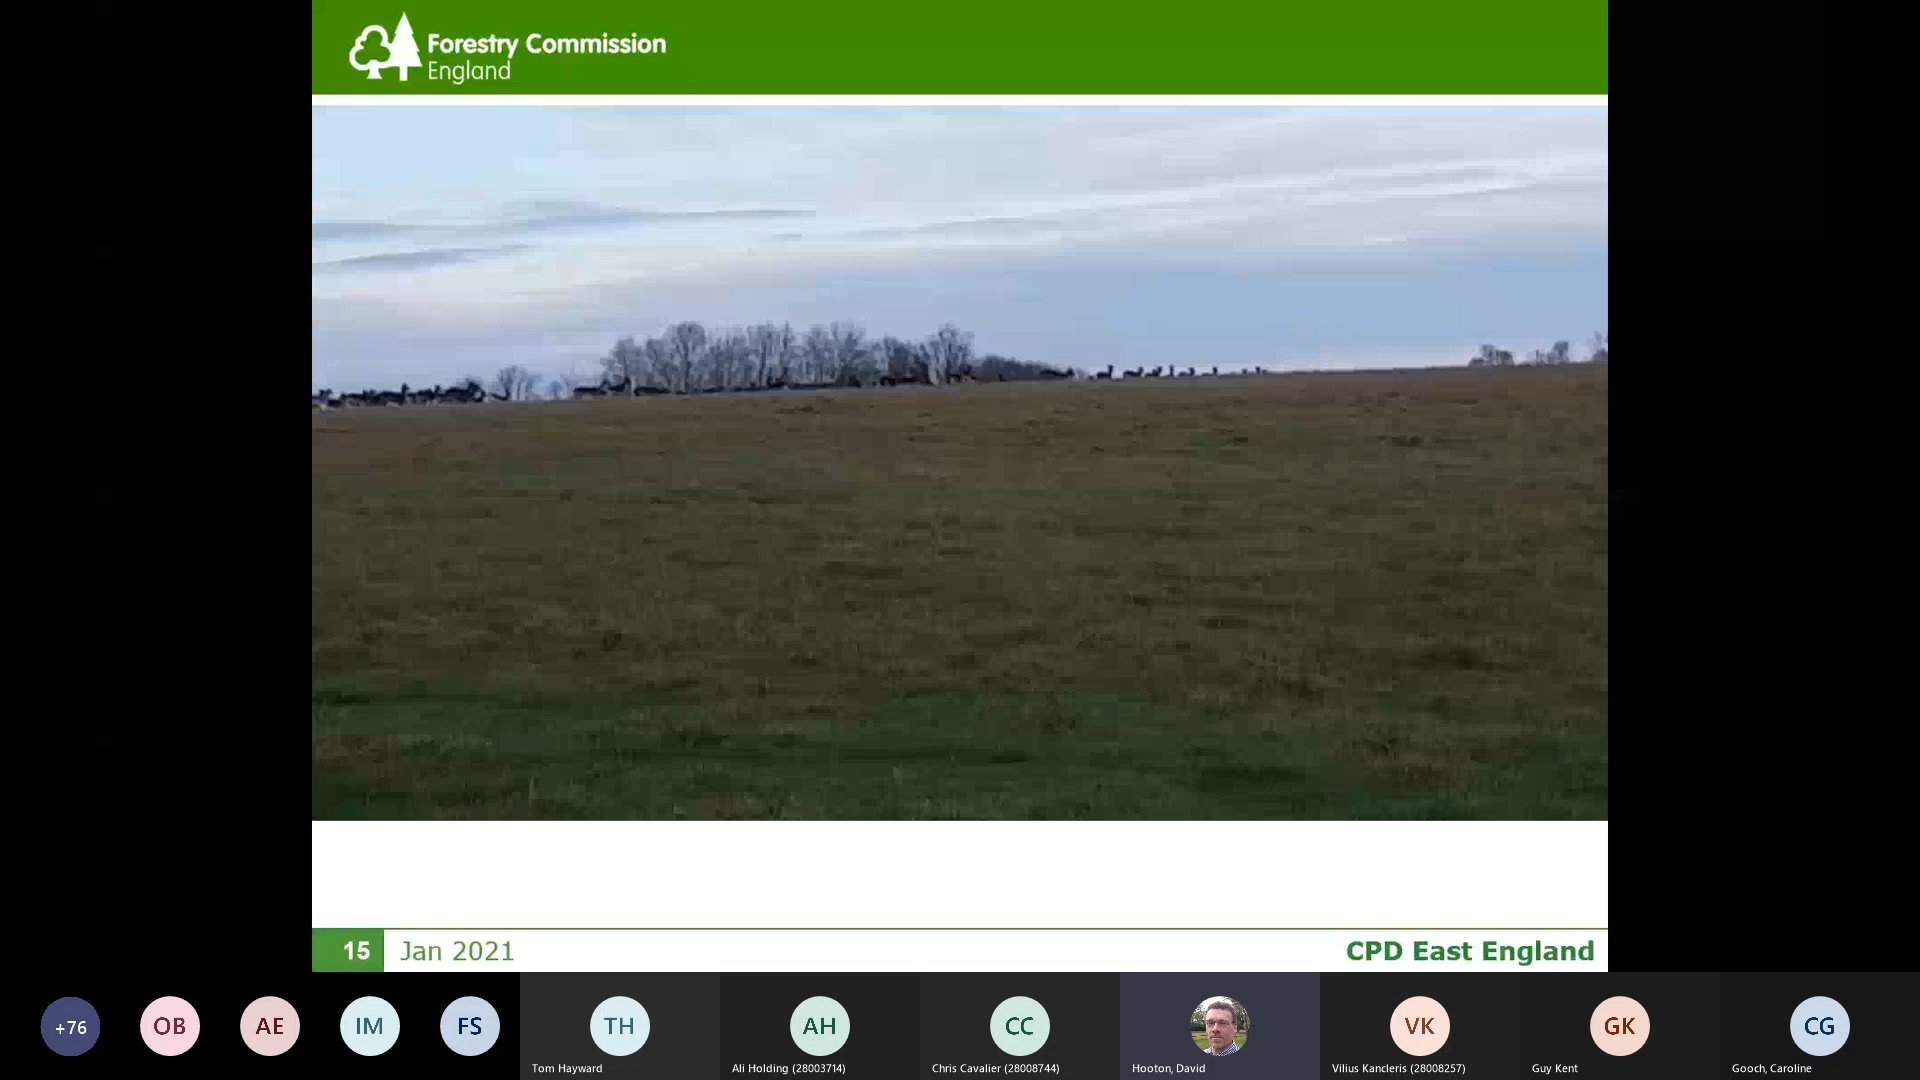 Forestry Commission
England
15
Jan 2021
CPD East England
+76
OB
AE
IM
FS
TH
AH
CC
VK
GK
CG
Tom Hayward
Ali Holding (28003714)
Chris Cavalier (28008744)
Hooton, David
Vilius Kancleris (28008257)
Guy Kent
Gooch, Caroline